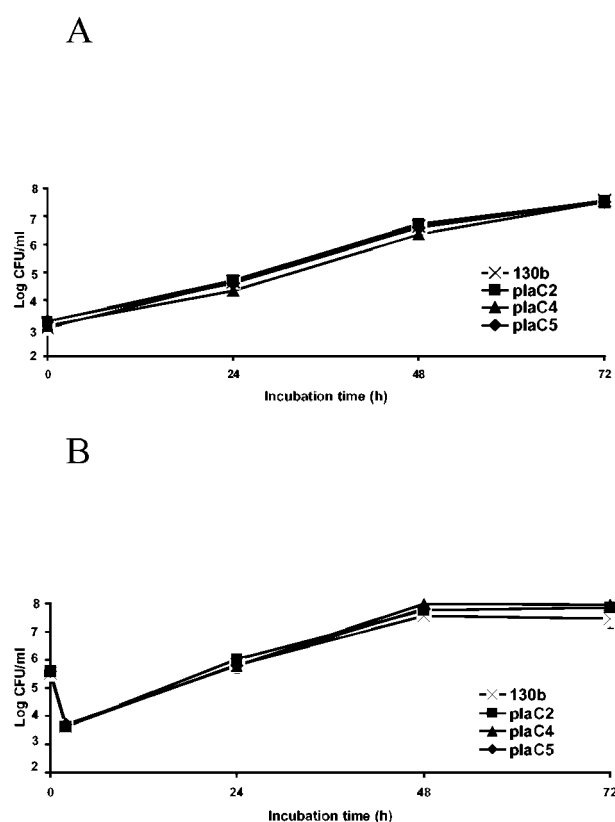 A
8
7
6
5
4
3
2
Log CFU/ml
130b
plaC2
plaC4
plaC5
0 24 48 72
Incubation time (h)
B
8
7
6
5
4
3
2
Log CFU/ml
130b
plaC2
plaC4
plaC5
0 24 48 72
Incubation time (h)